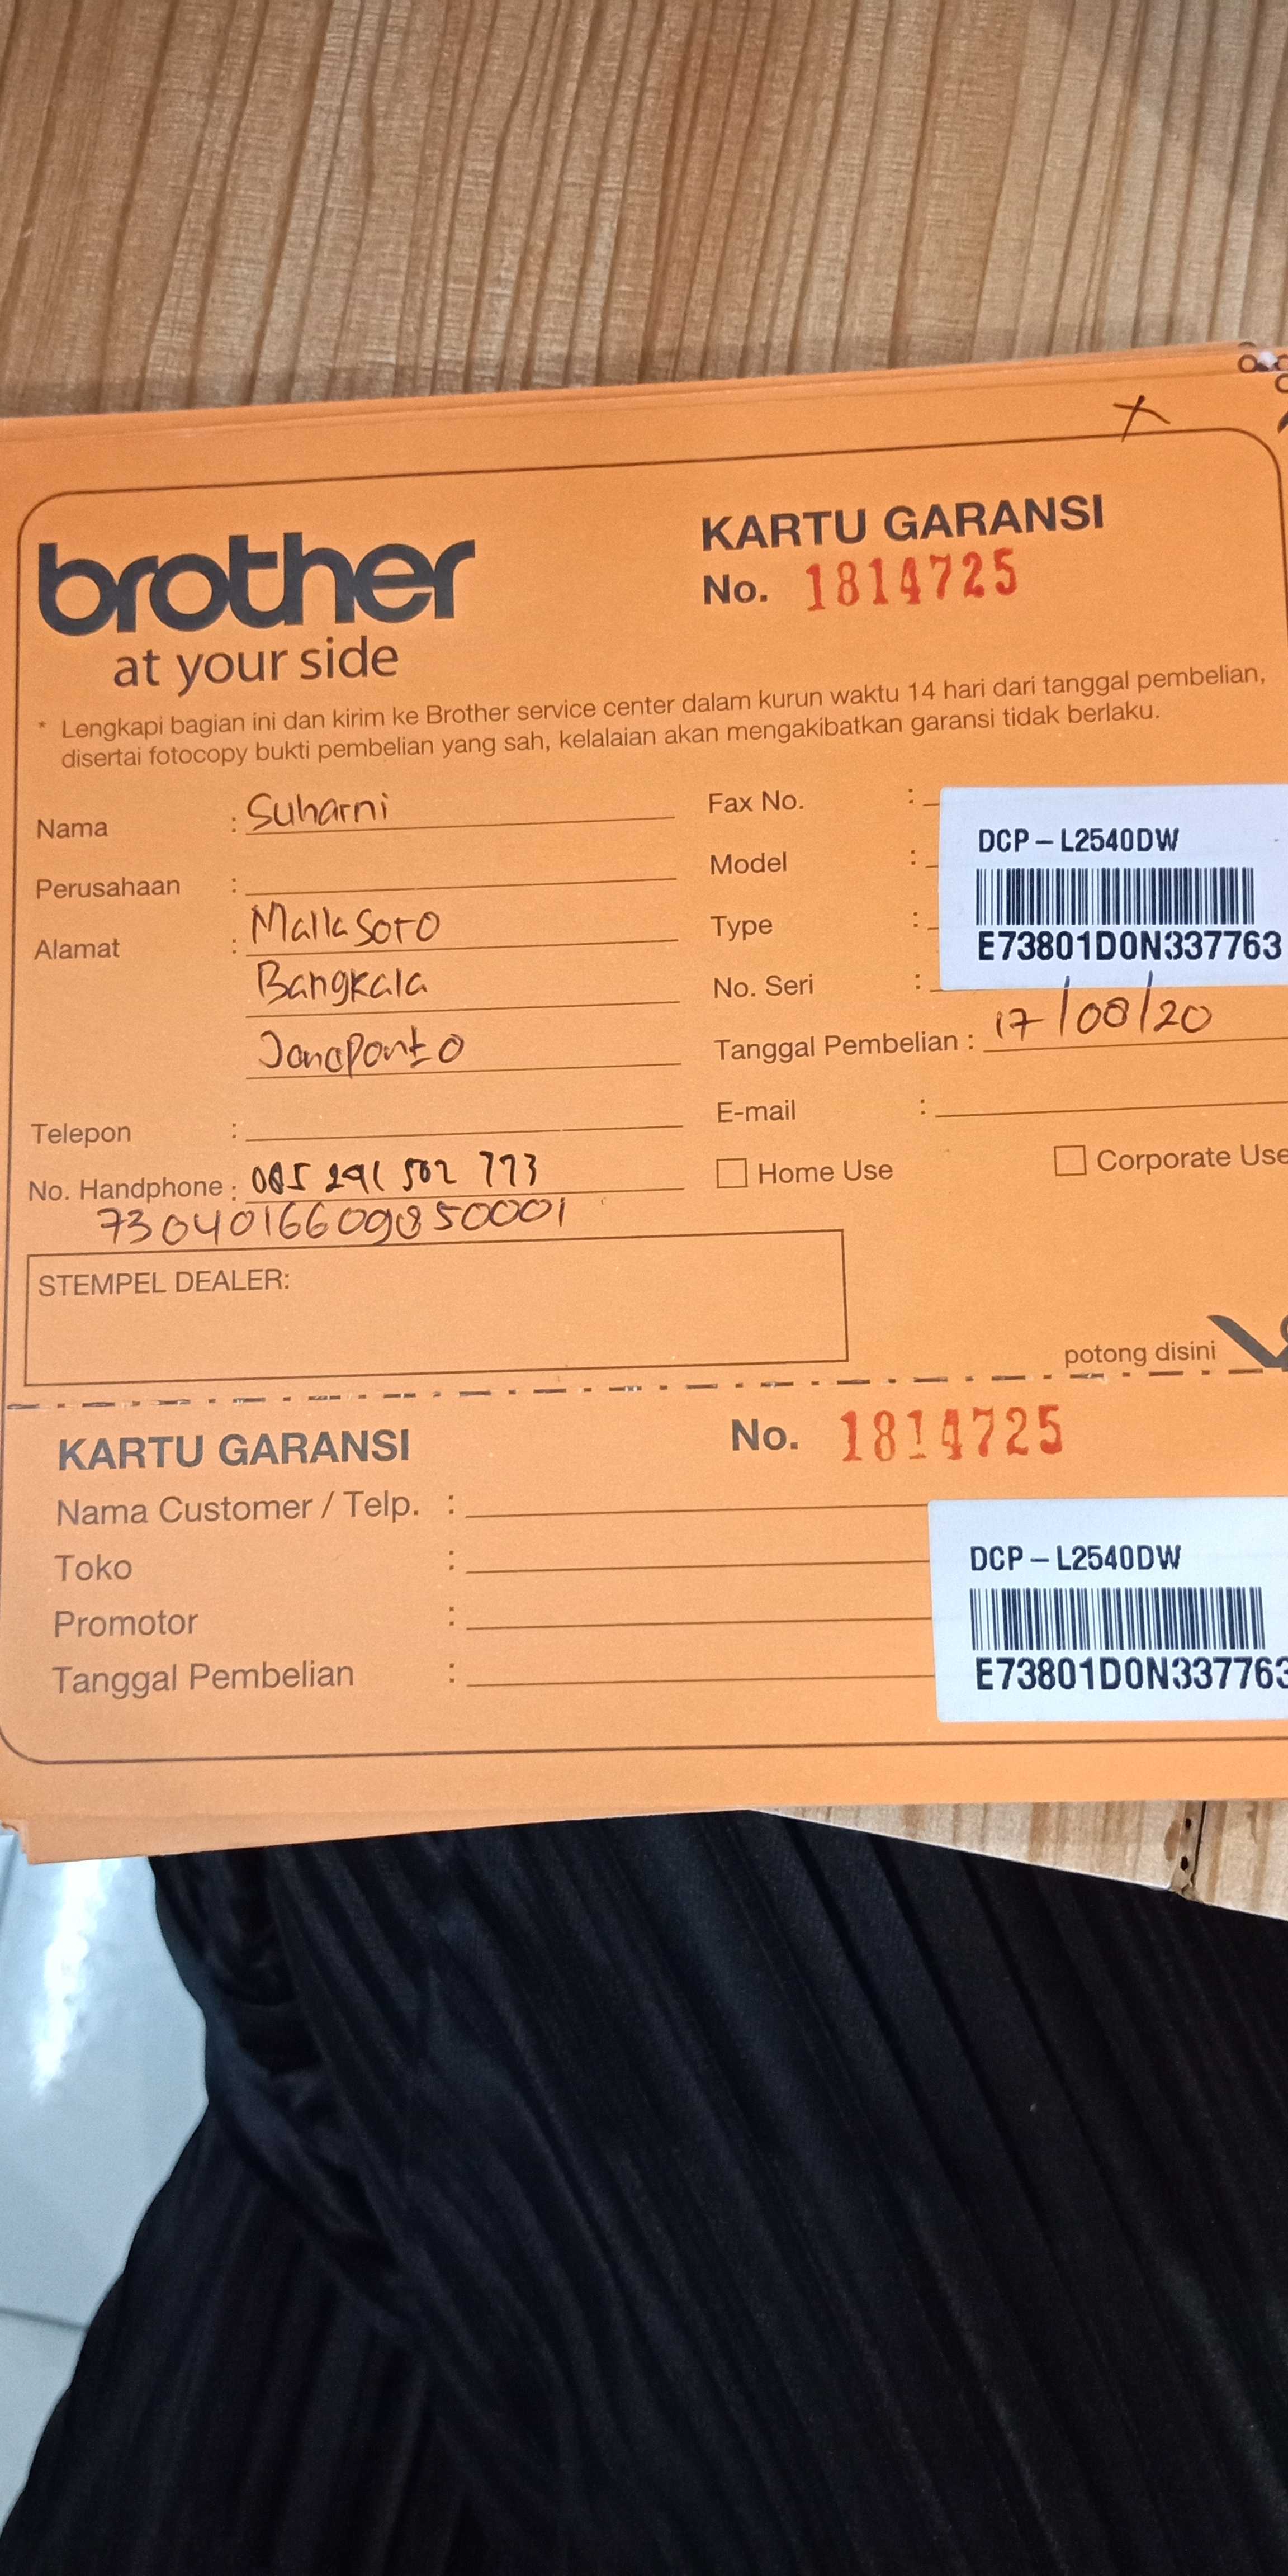 brother
at your side
KARTU GARANSI
No. 1814725
* Lengkapi bagian ini dan kirim ke Brother service center dalam kurun waktu 14 hari dari tanggal pembelian,
disertai fotocopy bukti pembelian yang sah, kelalaian akan mengakibatkan garansi tidak berlaku.
Nama : Suharni
Perusahaan :
Alamat : Mallasoro
Bangkala
Jeneponto
Telepon :
No. Handphone : 085 291 502 773
7304016609850001
Fax No. :
Model :
Type :
No. Seri :
DCP – L2540DW
E73801D0N337763
Tanggal Pembelian : 17/08/20
E-mail :
Home Use
Corporate Use
STEMPEL DEALER:
potong disini
KARTU GARANSI
No. 1814725
Nama Customer / Telp. :
Toko :
Promotor :
Tanggal Pembelian :
DCP – L2540DW
E73801D0N337763